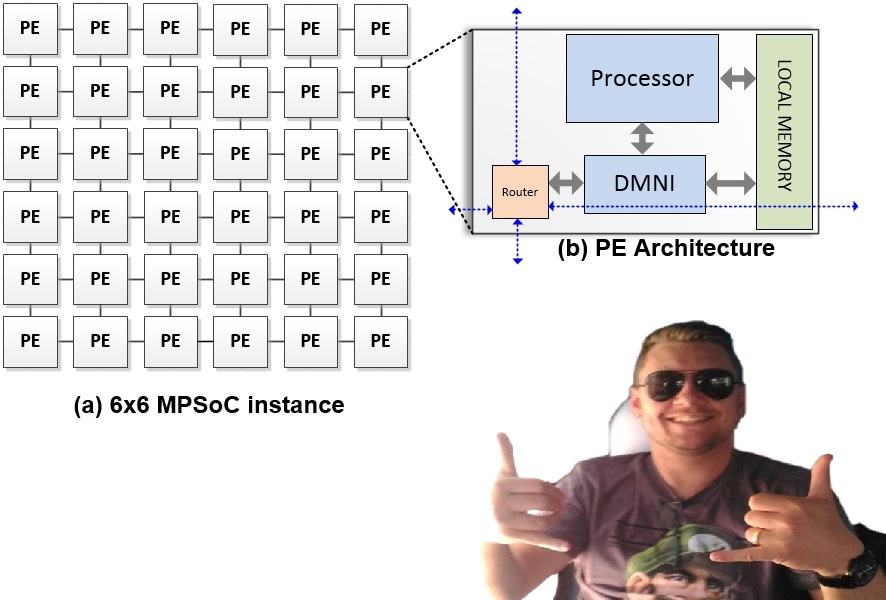 PE PE PE PE PE PE
PE PE PE PE PE PE
PE PE PE PE PE PE
PE PE PE PE PE PE
PE PE PE PE PE PE
PE PE PE PE PE PE
(a) 6x6 MPSoC instance
Processor
LOCAL MEMORY
Router
DMNI
(b) PE Architecture